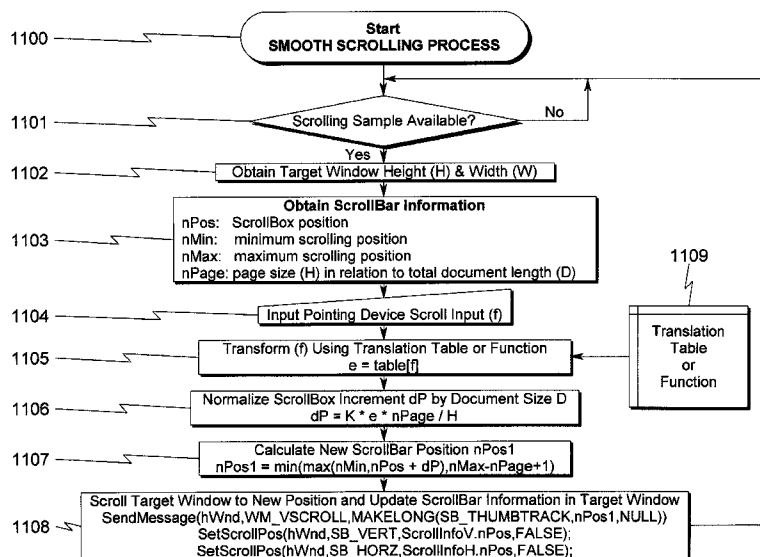 1100
Start
SMOOTH SCROLLING PROCESS
1101
Scrolling Sample Available?
No
Yes
1102
Obtain Target Window Height (H) & Width (W)
1103
Obtain ScrollBar Information
nPos: ScrollBox position
nMin: minimum scrolling position
nMax: maximum scrolling position
nPage: page size (H) in relation to total document length (D)
1104
Input Pointing Device Scroll Input (f)
1109
Translation
Table
or
Function
1105
Transform (f) Using Translation Table or Function
e = table[f]
1106
Normalize ScrollBox Increment dP by Document Size D
dP = K * e * nPage / H
1107
Calculate New ScrollBar Position nPos1
nPos1 = min(max(nMin,nPos + dP),nMax-nPage+1)
1108
Scroll Target Window to New Position and Update ScrollBar Information in Target Window
SendMessage(hWnd,WM_VSCROLL,MAKELONG(SB_THUMBTRACK,nPos1,NULL))
SetScrollPos(hWnd,SB_VERT,ScrollInfoV.nPos,FALSE);
SetScrollPos(hWnd,SB_HORZ,ScrollInfoH.nPos,FALSE);